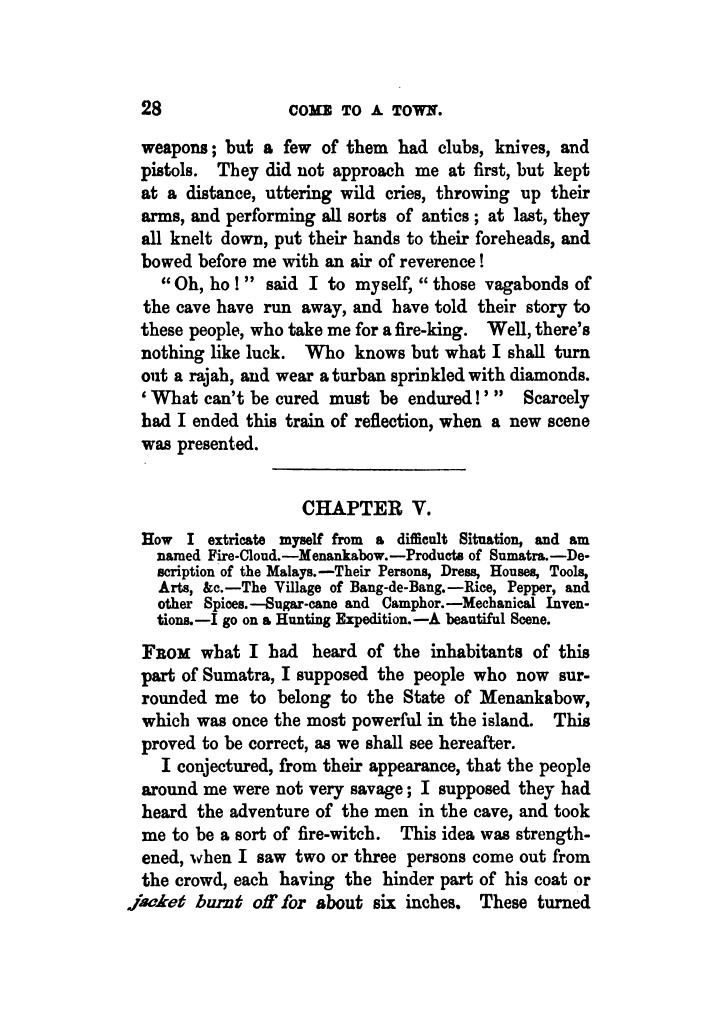 28 COME TO A TOWN.
weapons; but a few of them had clubs, knives, and
pistols. They did not approach me at first, but kept
at a distance, uttering wild cries, throwing up their
arms, and performing all sorts of antics; at last, they
all knelt down, put their hands to their foreheads, and
bowed before me with an air of reverence!
"Oh, ho!" said I to myself, "those vagabonds of
the cave have run away, and have told their story to
these people, who take me for a fire-king. Well, there's
nothing like luck. Who knows but what I shall turn
out a rajah, and wear a turban sprinkled with diamonds.
'What can't be cured must be endured!'" Scarcely
had I ended this train of reflection, when a new scene
was presented.
CHAPTER V.
How I extricate myself from a difficult Situation, and am
named Fire-Cloud.—Menankabow.—Products of Sumatra.—De-
scription of the Malays.—Their Persons, Dress, Houses, Tools,
Arts, &c.—The Village of Bang-de-Bang.—Rice, Pepper, and
other Spices.—Sugar-cane and Camphor.—Mechanical Inven-
tions.—I go on a Hunting Expedition.—A beautiful Scene.
FROM what I had heard of the inhabitants of this
part of Sumatra, I supposed the people who now sur-
rounded me to belong to the State of Menankabow,
which was once the most powerful in the island. This
proved to be correct, as we shall see hereafter.
I conjectured, from their appearance, that the people
around me were not very savage; I supposed they had
heard the adventure of the men in the cave, and took
me to be a sort of fire-witch. This idea was strength-
ened, when I saw two or three persons come out from
the crowd, each having the hinder part of his coat or
jacket burnt off for about six inches. These turned